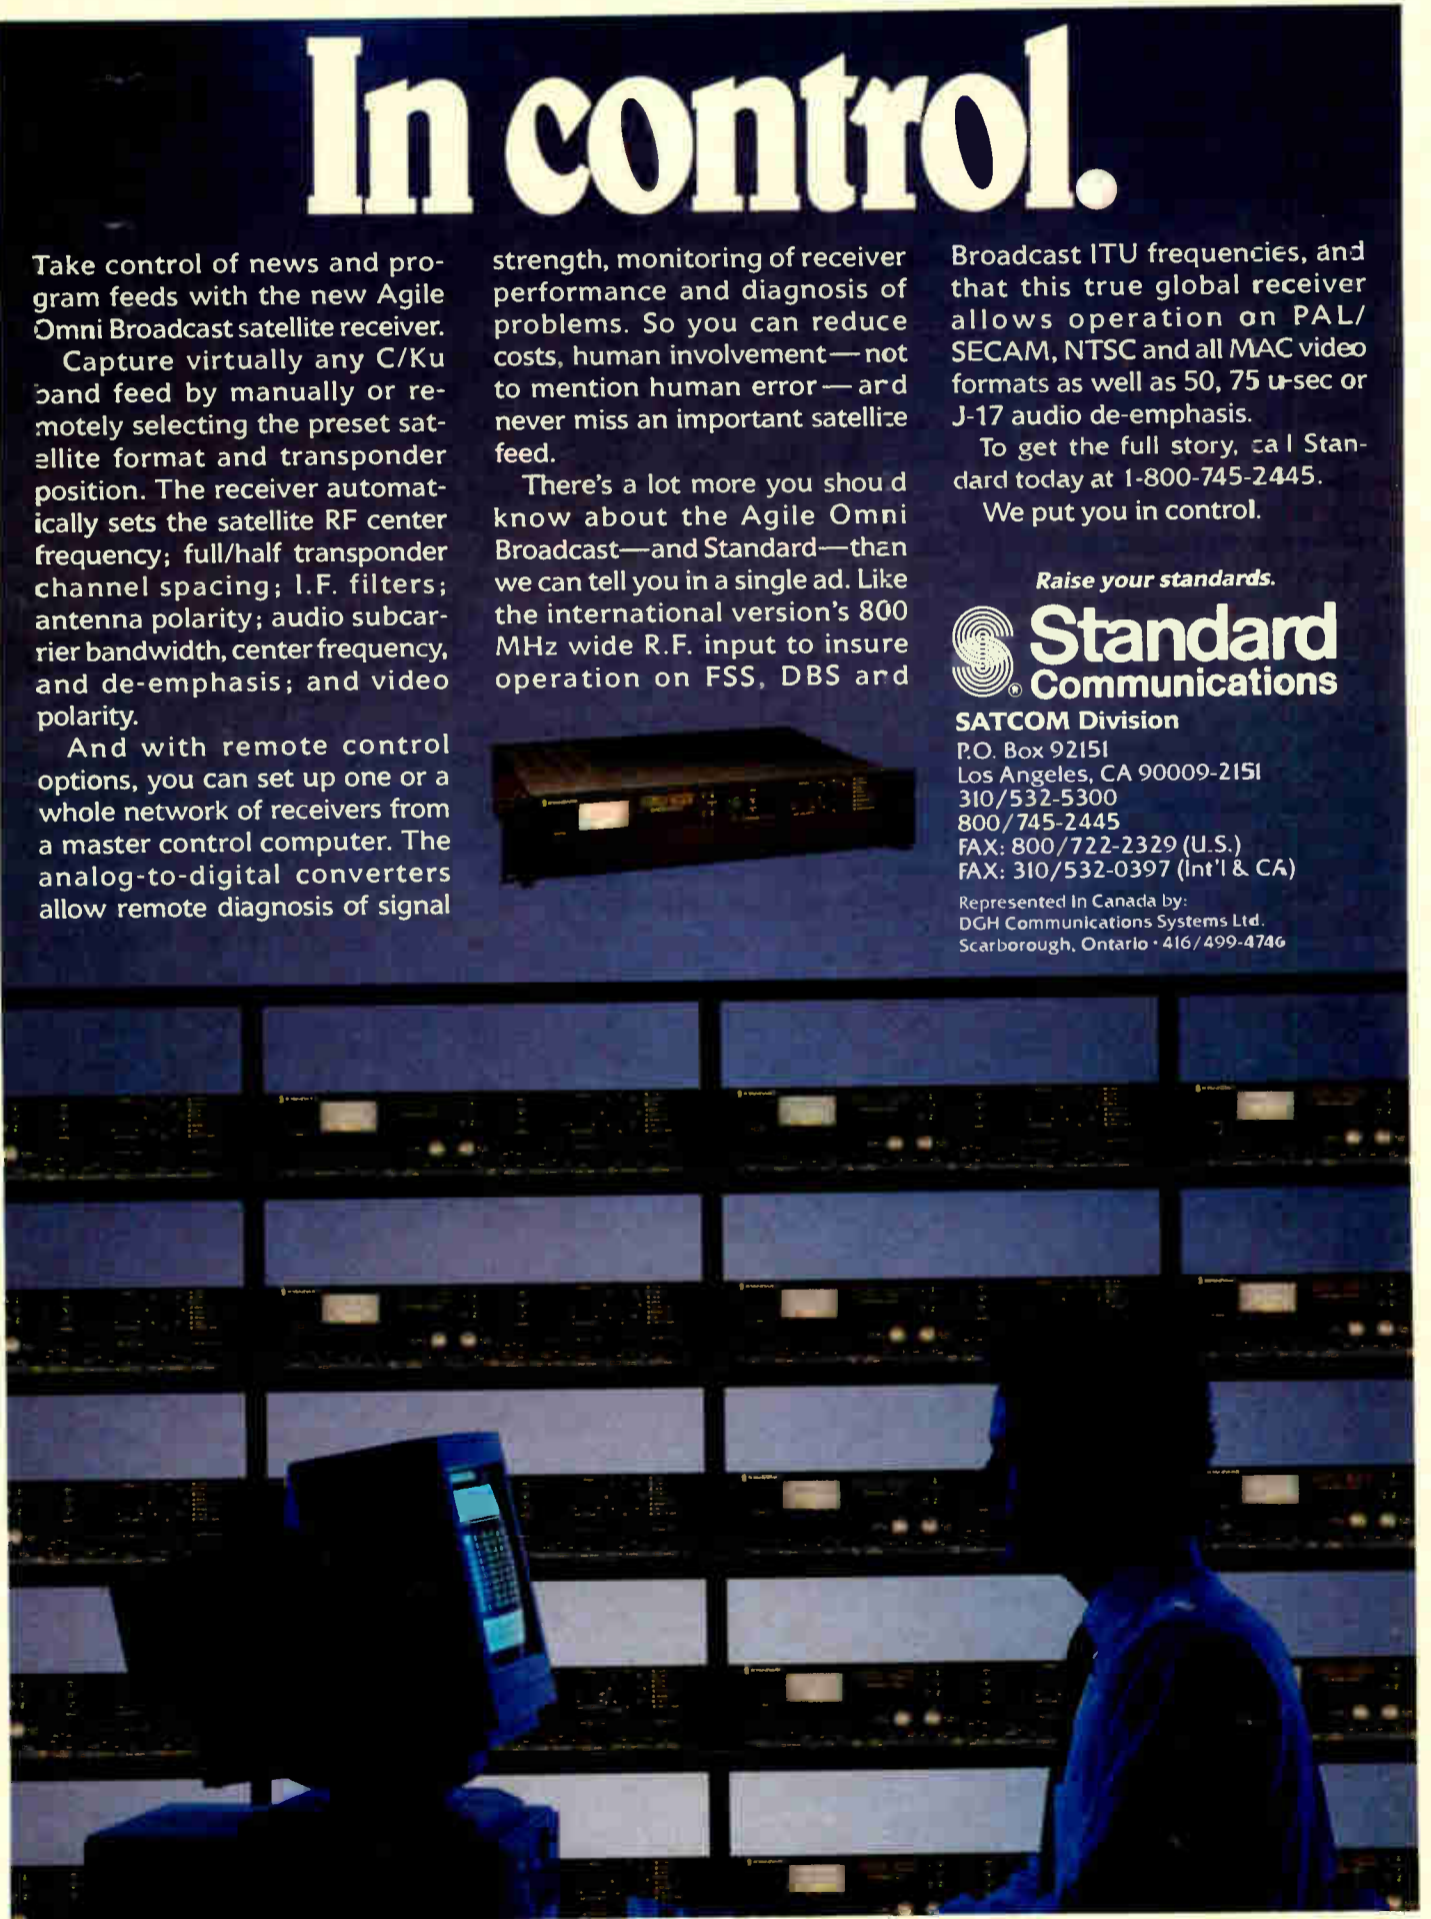 In control.
Take control of news and pro-
gram feeds with the new Agile
Omni Broadcast satellite receiver.
Capture virtually any C/Ku
band feed by manually or re-
motely selecting the preset sat-
ellite format and transponder
position. The receiver automat-
ically sets the satellite RF center
frequency; full/half transponder
channel spacing; I.F. filters;
antenna polarity; audio subcar-
rier bandwidth, center frequency,
and de-emphasis; and video
polarity.
And with remote control
options, you can set up one or a
whole network of receivers from
a master control computer. The
analog-to-digital converters
allow remote diagnosis of signal
strength, monitoring of receiver
performance and diagnosis of
problems. So you can reduce
costs, human involvement—not
to mention human error—and
never miss an important satellite
feed.
There's a lot more you should
know about the Agile Omni
Broadcast—and Standard—than
we can tell you in a single ad. Like
the international version's 800
MHz wide R.F. input to insure
operation on FSS, DBS and
Broadcast ITU frequencies, and
that this true global receiver
allows operation on PAL/
SECAM, NTSC and all MAC video
formats as well as 50, 75 u-sec or
J-17 audio de-emphasis.
To get the full story, call Stan-
dard today at 1-800-745-2445.
We put you in control.
Raise your standards.
Standard
Communications
SATCOM Division
P.O. Box 92151
Los Angeles, CA 90009-2151
310/532-5300
800/745-2445
FAX: 800/722-2329 (U.S.)
FAX: 310/532-0397 (Int'l & CA)
Represented In Canada by:
DGH Communications Systems Ltd.
Scarborough, Ontario • 416/499-4746